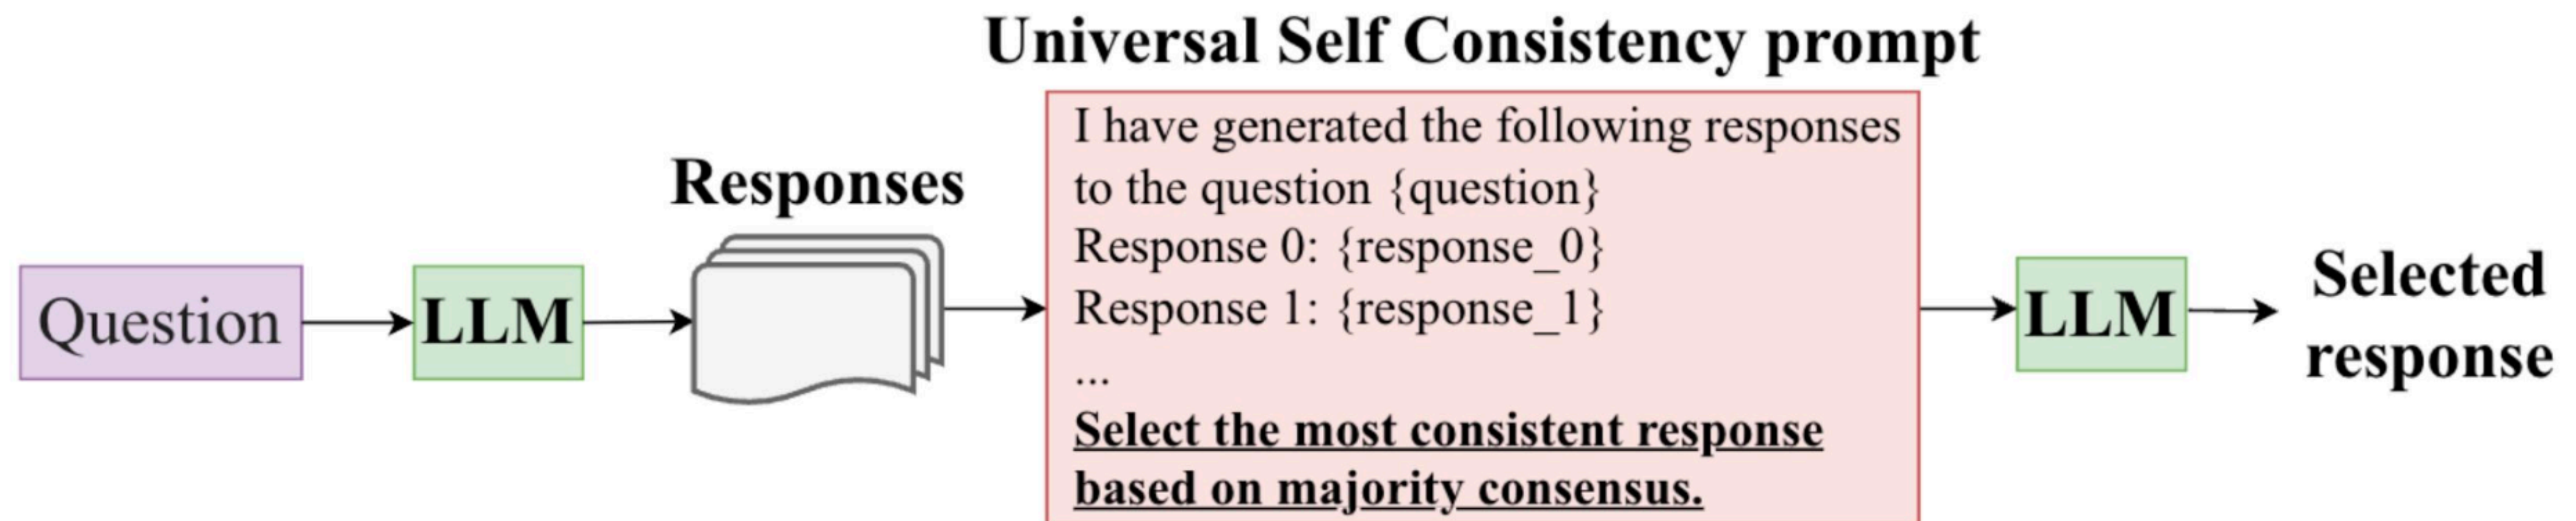 Universal Self Consistency prompt
Question
LLM
Responses
I have generated the following responses
to the question {question}
Response 0: {response_0}
Response 1: {response_1}
...
Select the most consistent response
based on majority consensus.
LLM
Selected
response